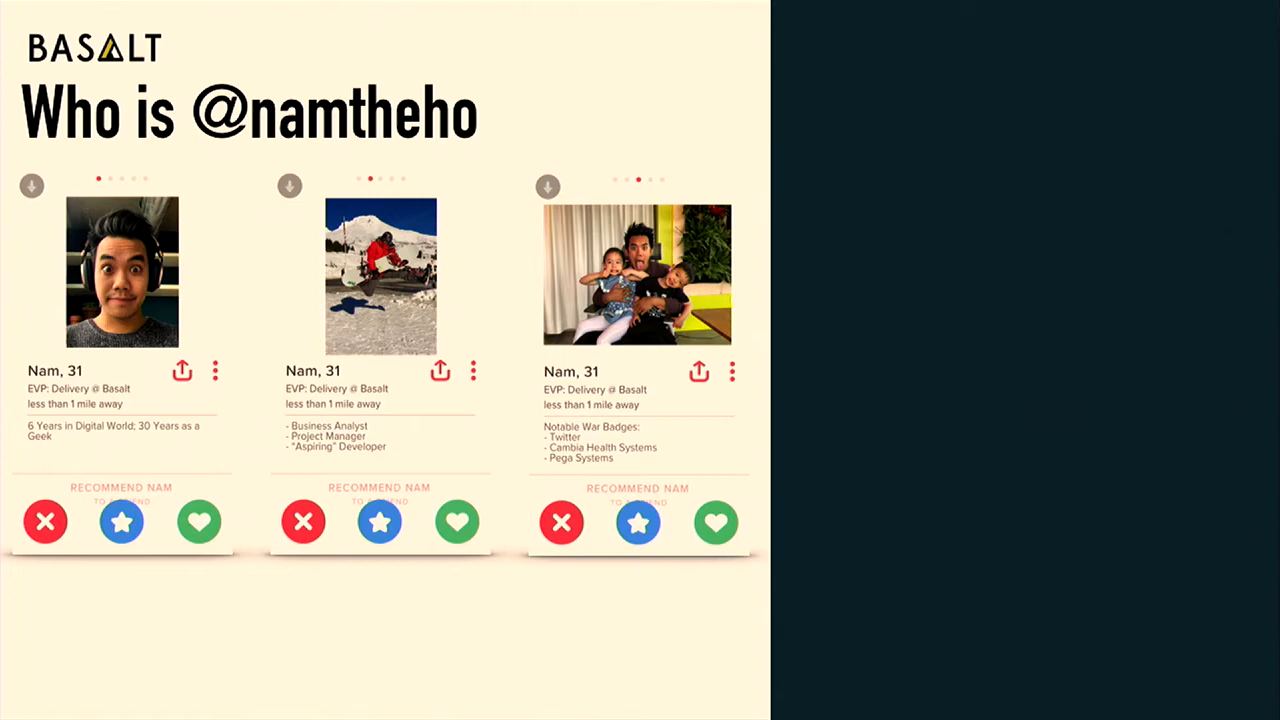 BASALT
Who is @namtheho
Nam, 31
EVP: Delivery @ Basalt
less than 1 mile away
6 Years in Digital World; 30 Years as a
Geek
RECOMMEND NAM
Nam, 31
EVP: Delivery @ Basalt
less than 1 mile away
- Business Analyst
- Project Manager
- "Aspiring" Developer
RECOMMEND NAM
Nam, 31
EVP: Delivery @ Basalt
less than 1 mile away
Notable War Badges:
- Twitter
- Cambia Health Systems
- Pega Systems
RECOMMEND NAM